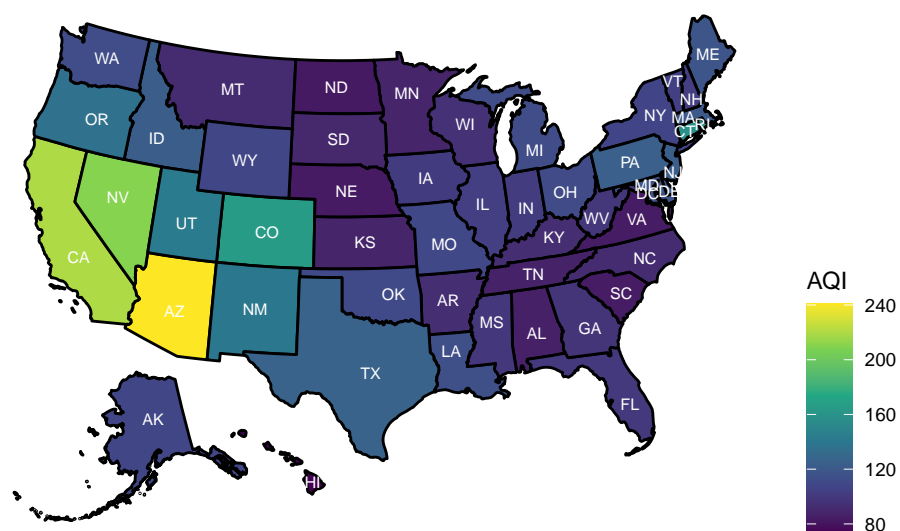 WA
MT
ND
MN
ME
VT
NH
OR
ID
SD
WI
MI
NY
MA
CT
RI
WY
NE
IA
PA
NJ
NV
UT
CO
KS
MO
IL
IN
OH
WV
MD
DC
DE
VA
CA
KY
NC
AZ
NM
OK
AR
TN
SC
TX
LA
MS
AL
GA
FL
AK
HI
AQI
240
200
160
120
80